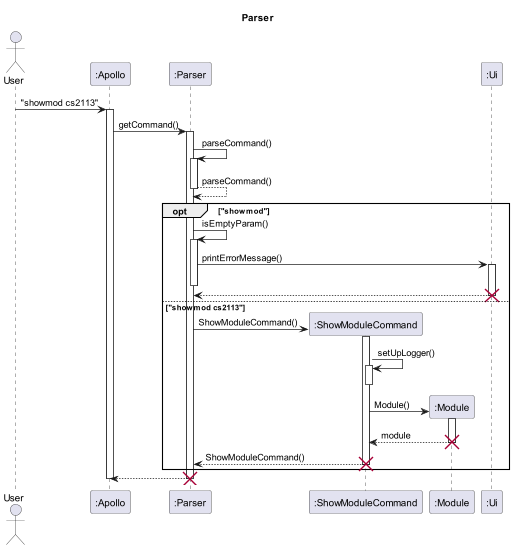 Parser
User
:Apollo
:Parser
:Ui
"showmod cs2113"
getCommand()
parseCommand()
parseCommand()
opt
["showmod"]
isEmptyParam()
printErrorMessage()
["showmod cs2113"]
ShowModuleCommand()
:ShowModuleCommand
setUpLogger()
Module()
:Module
module
ShowModuleCommand()
User
:Apollo
:Parser
:ShowModuleCommand
:Module
:Ui